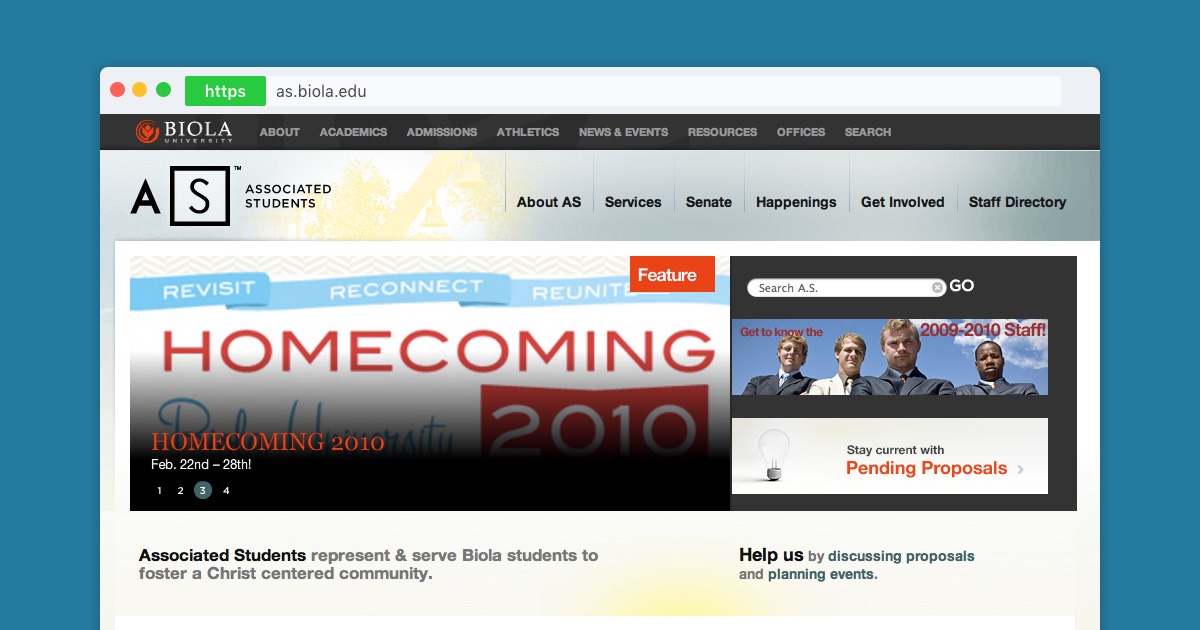 https as.biola.edu
BIOLA
UNIVERSITY
ABOUT ACADEMICS ADMISSIONS ATHLETICS NEWS & EVENTS RESOURCES OFFICES SEARCH
A S ™
ASSOCIATED
STUDENTS
About AS Services Senate Happenings Get Involved Staff Directory
Feature
REVISIT RECONNECT REUNITE
HOMECOMING
Biola University 2010
HOMECOMING 2010
Feb. 22nd – 28th!
1 2 3 4
Search A.S. GO
Get to know the 2009-2010 Staff!
Stay current with
Pending Proposals ›
Associated Students represent & serve Biola students to
foster a Christ centered community.
Help us by discussing proposals
and planning events.